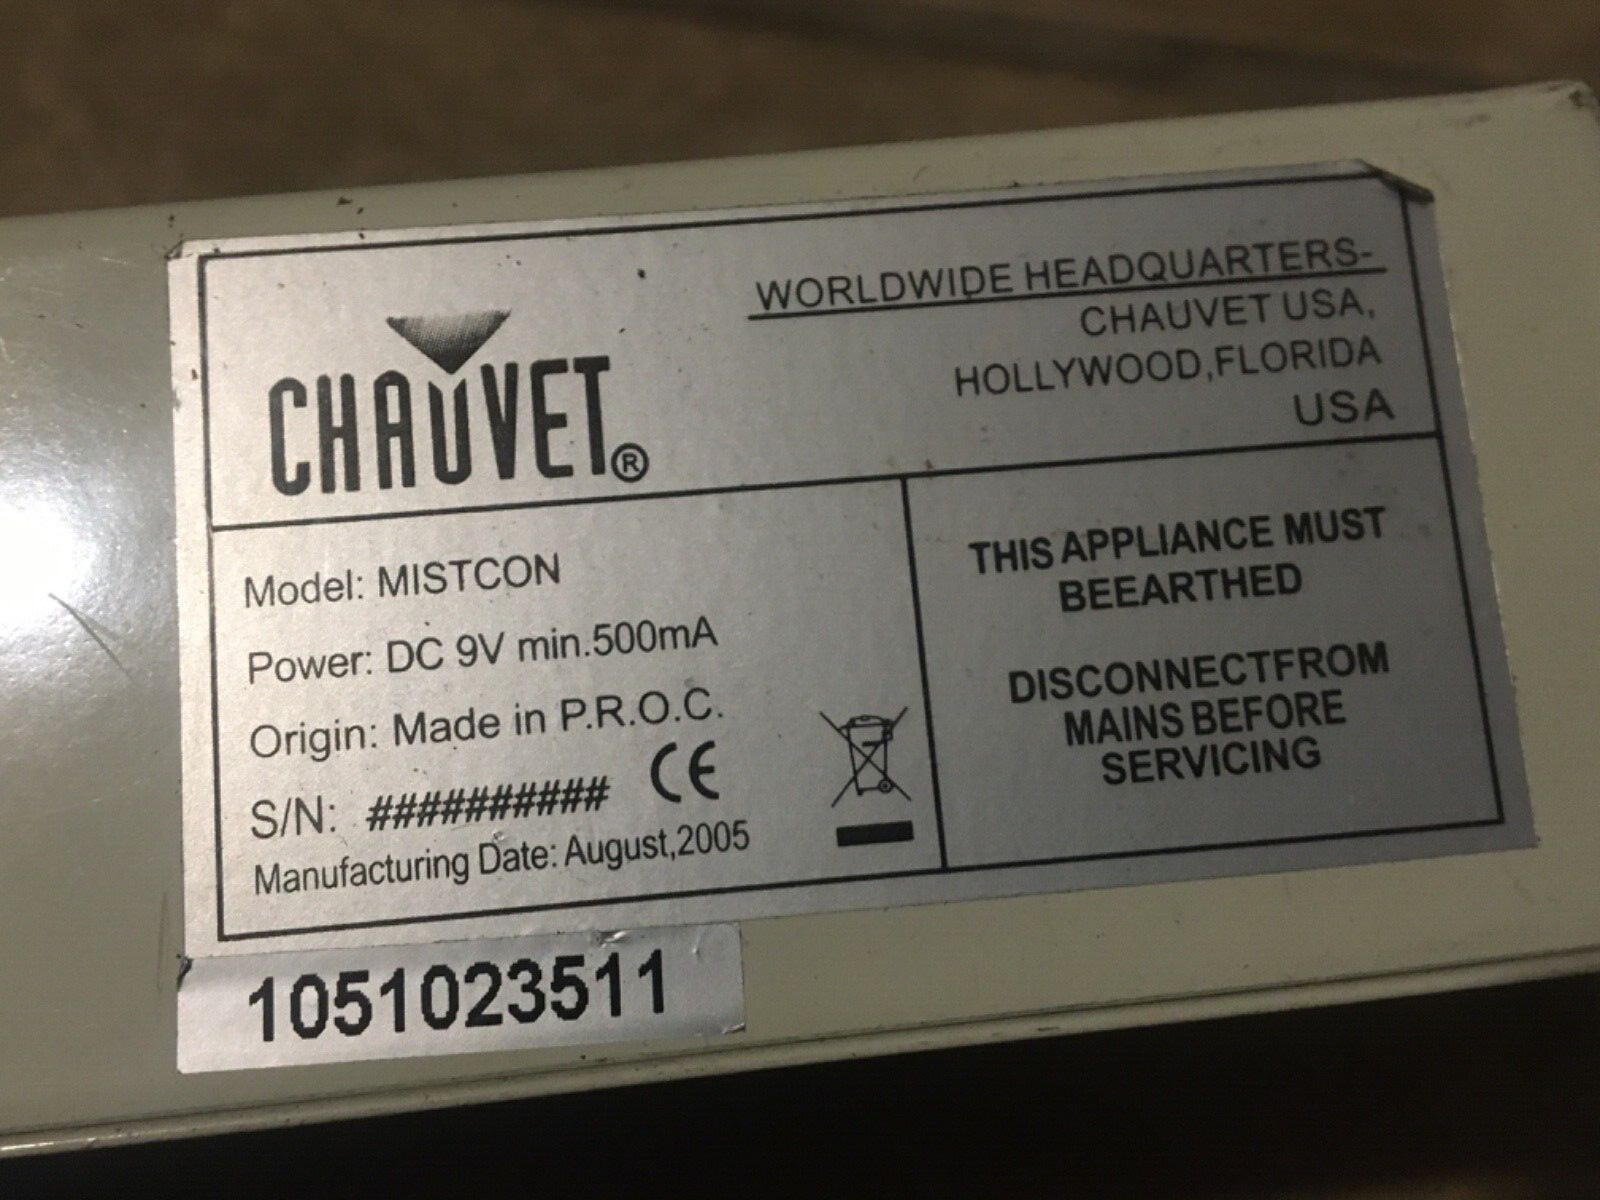 CHAUVET®
WORLDWIDE HEADQUARTERS-
CHAUVET USA,
HOLLYWOOD,FLORIDA
USA
Model: MISTCON
Power: DC 9V min.500mA
Origin: Made in P.R.O.C.
S/N: ########## CE
Manufacturing Date: August,2005
THIS APPLIANCE MUST
BEEARTHED
DISCONNECTFROM
MAINS BEFORE
SERVICING
1051023511